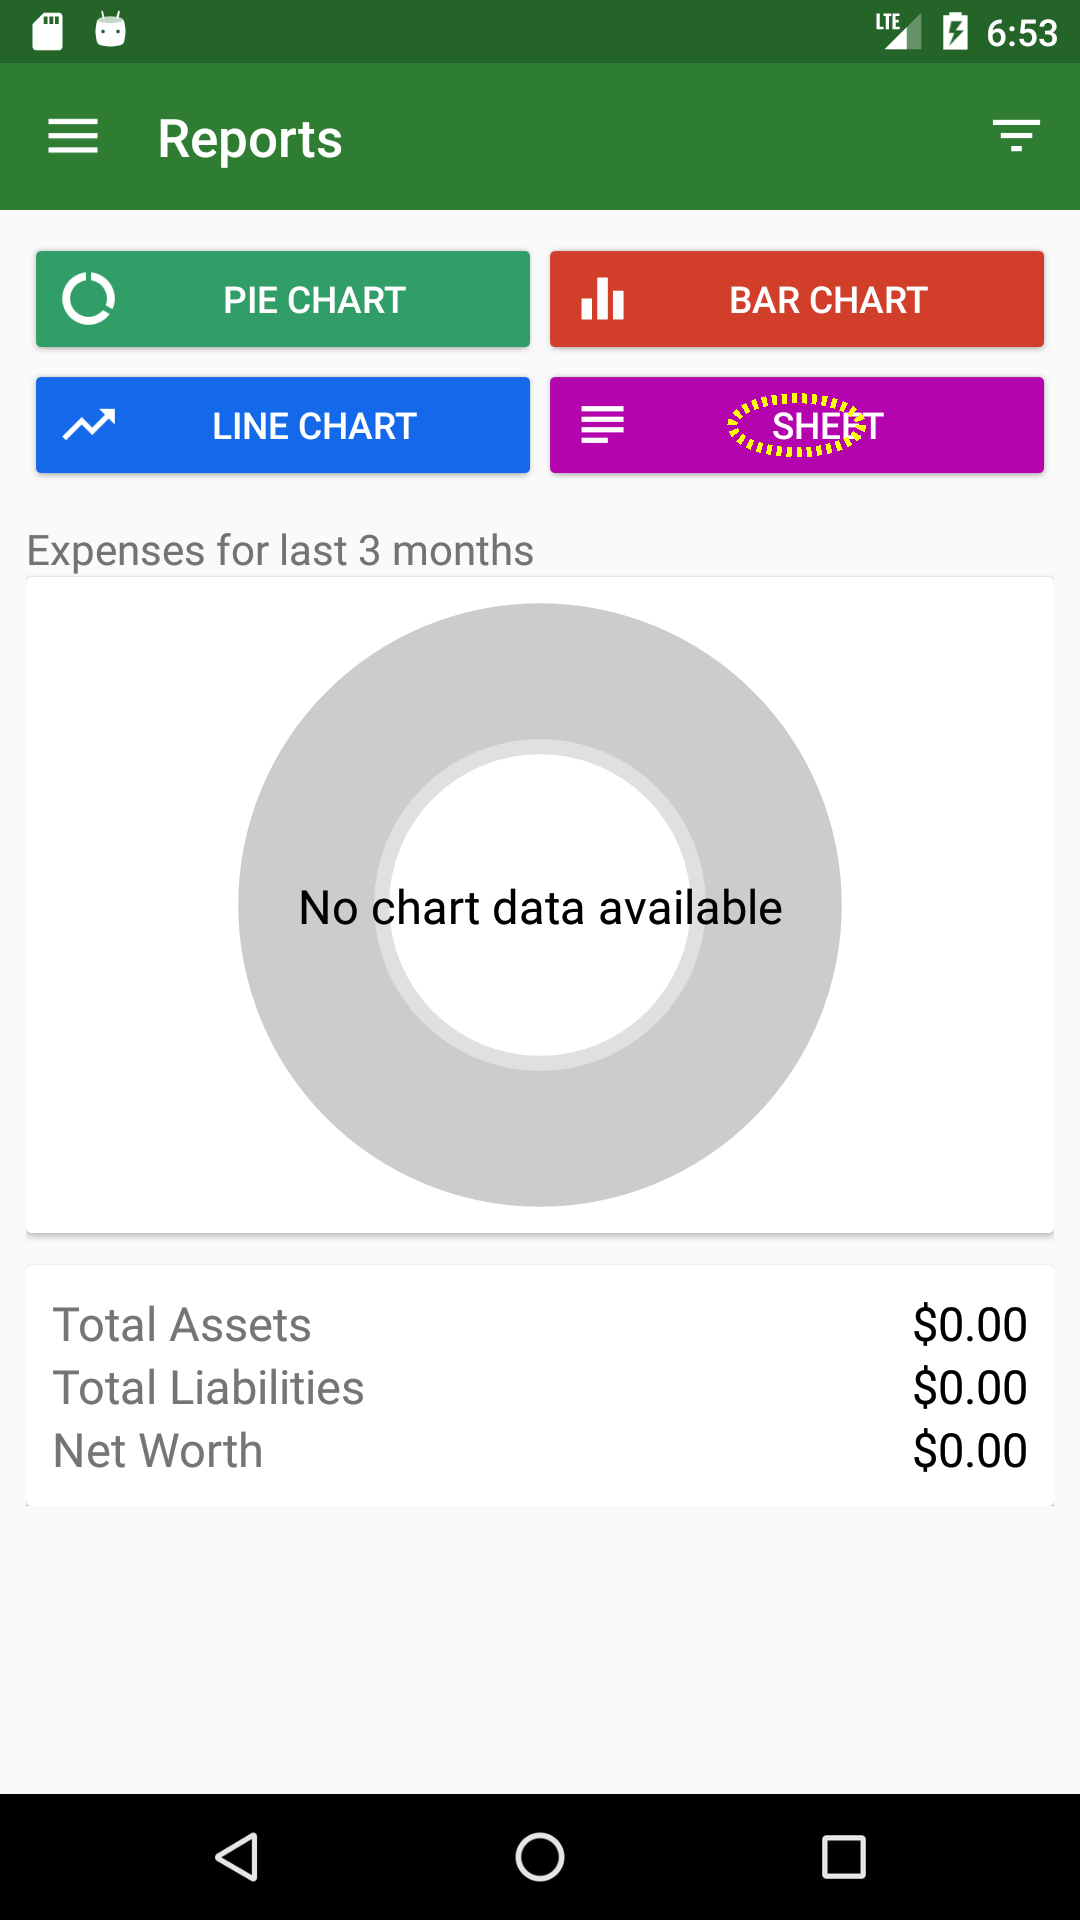 LTE 6:53
Reports
PIE CHART
BAR CHART
LINE CHART
SHEET
Expenses for last 3 months
No chart data available
Total Assets $0.00
Total Liabilities $0.00
Net Worth $0.00